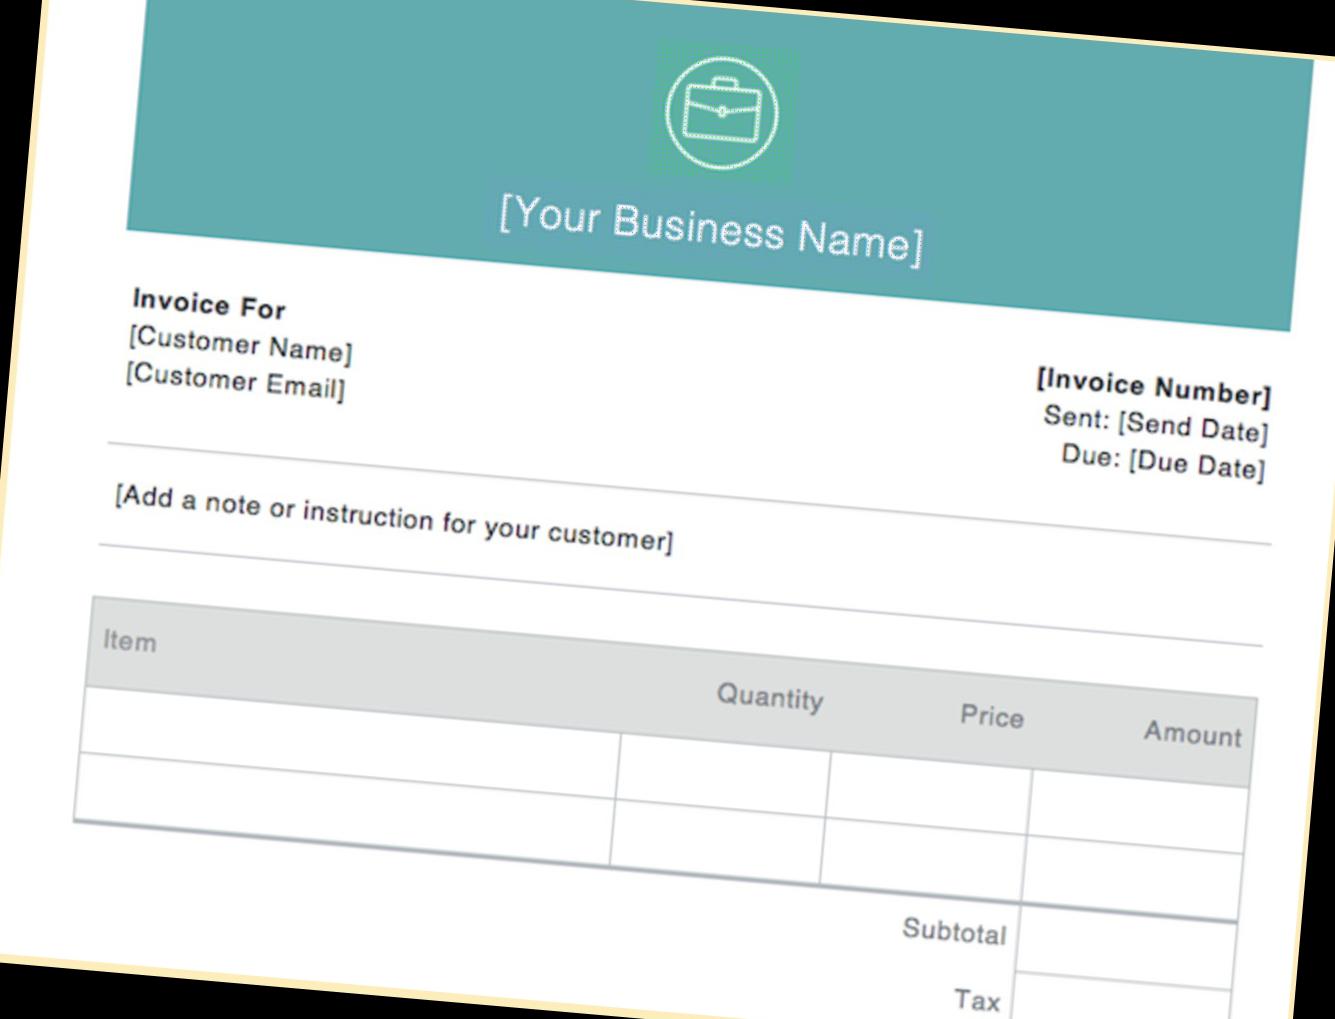 [Your Business Name]
Invoice For
[Customer Name]
[Customer Email]
[Invoice Number]
Sent: [Send Date]
Due: [Due Date]
[Add a note or instruction for your customer]
Item Quantity Price Amount
Subtotal
Tax